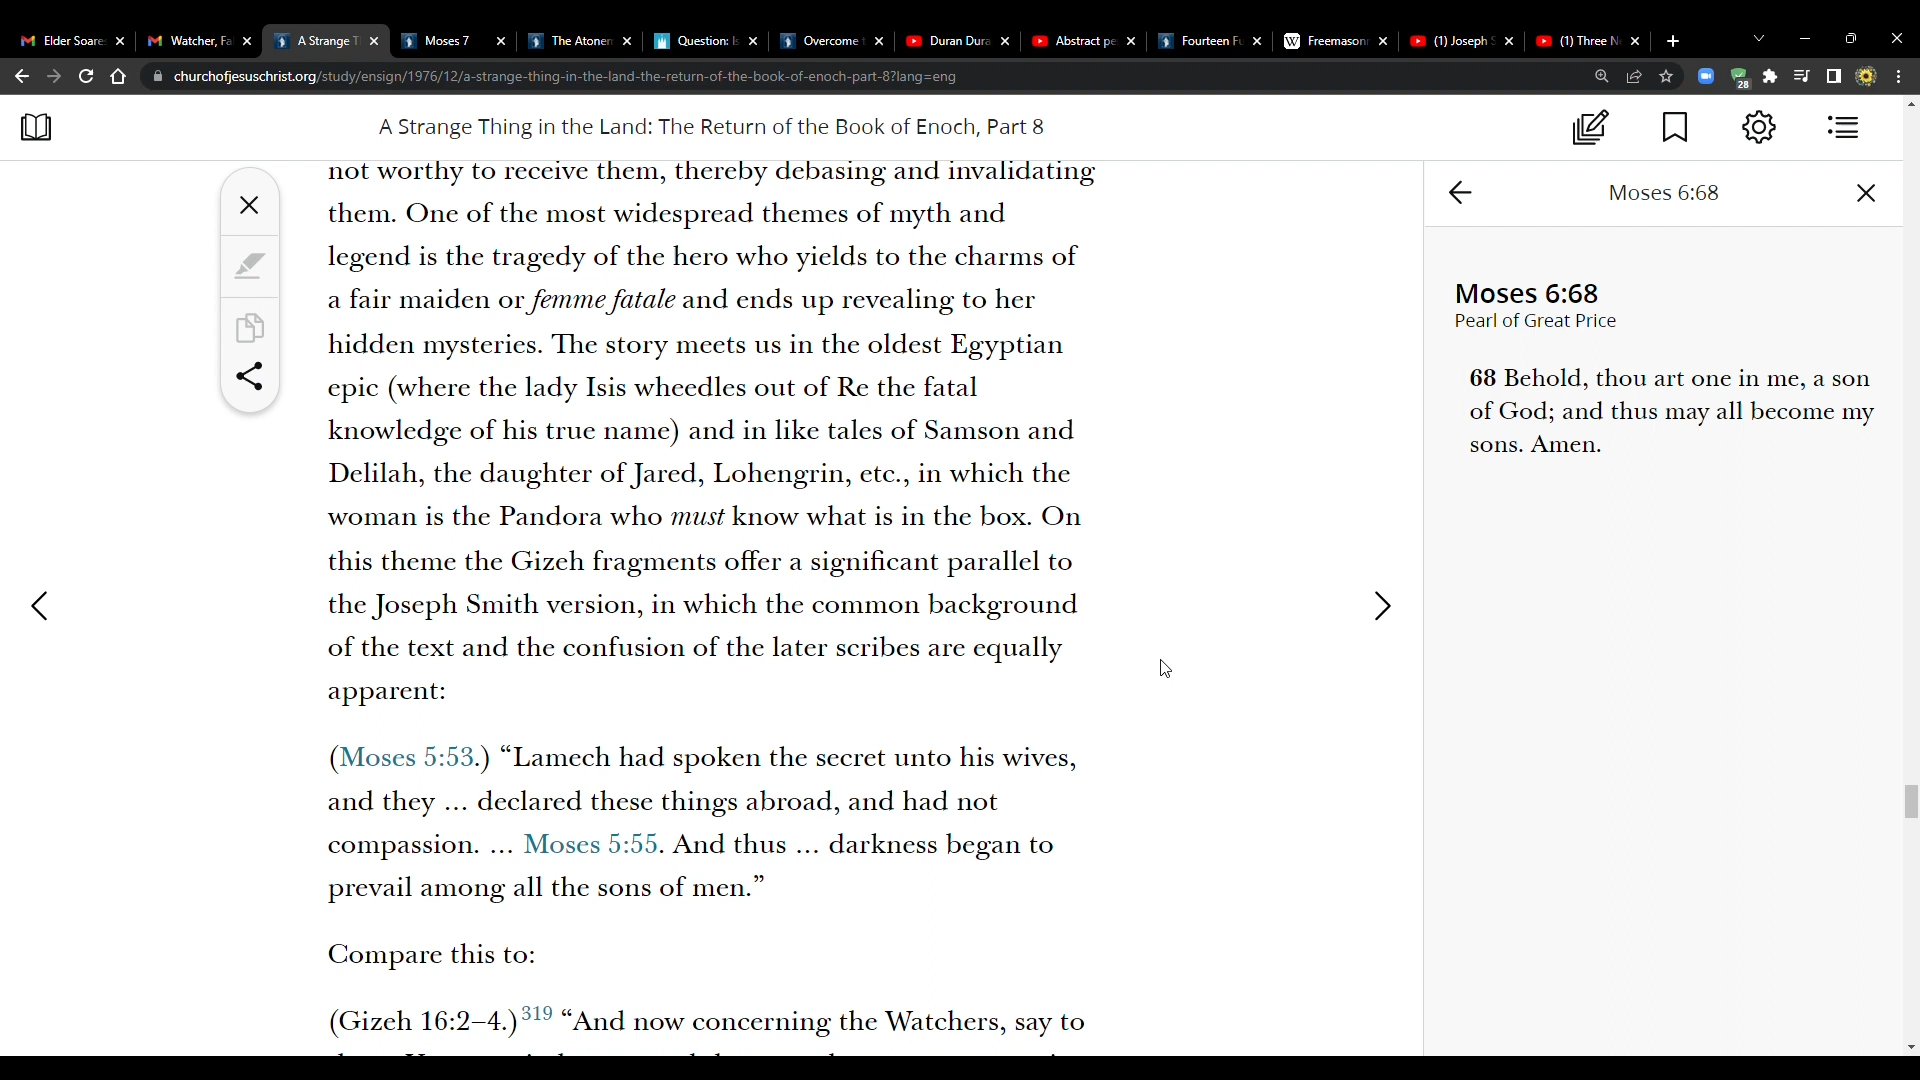 Elder Soare
Watcher, Fa
A Strange T
Moses 7
The Atonen
Question: Is
Overcome t
Duran Dura
Abstract pe
Fourteen Fu
Freemason
(1) Joseph S
(1) Three N
churchofjesuschrist.org/study/ensign/1976/12/a-strange-thing-in-the-land-the-return-of-the-book-of-enoch-part-8?lang=eng
28
A Strange Thing in the Land: The Return of the Book of Enoch, Part 8
not worthy to receive them, thereby debasing and invalidating
them. One of the most widespread themes of myth and
legend is the tragedy of the hero who yields to the charms of
a fair maiden or femme fatale and ends up revealing to her
hidden mysteries. The story meets us in the oldest Egyptian
epic (where the lady Isis wheedles out of Re the fatal
knowledge of his true name) and in like tales of Samson and
Delilah, the daughter of Jared, Lohengrin, etc., in which the
woman is the Pandora who must know what is in the box. On
this theme the Gizeh fragments offer a significant parallel to
the Joseph Smith version, in which the common background
of the text and the confusion of the later scribes are equally
apparent:
(Moses 5:53.) “Lamech had spoken the secret unto his wives,
and they … declared these things abroad, and had not
compassion. … Moses 5:55. And thus … darkness began to
prevail among all the sons of men.”
Compare this to:
(Gizeh 16:2–4.)319 “And now concerning the Watchers, say to
Moses 6:68
Moses 6:68
Pearl of Great Price
68 Behold, thou art one in me, a son
of God; and thus may all become my
sons. Amen.